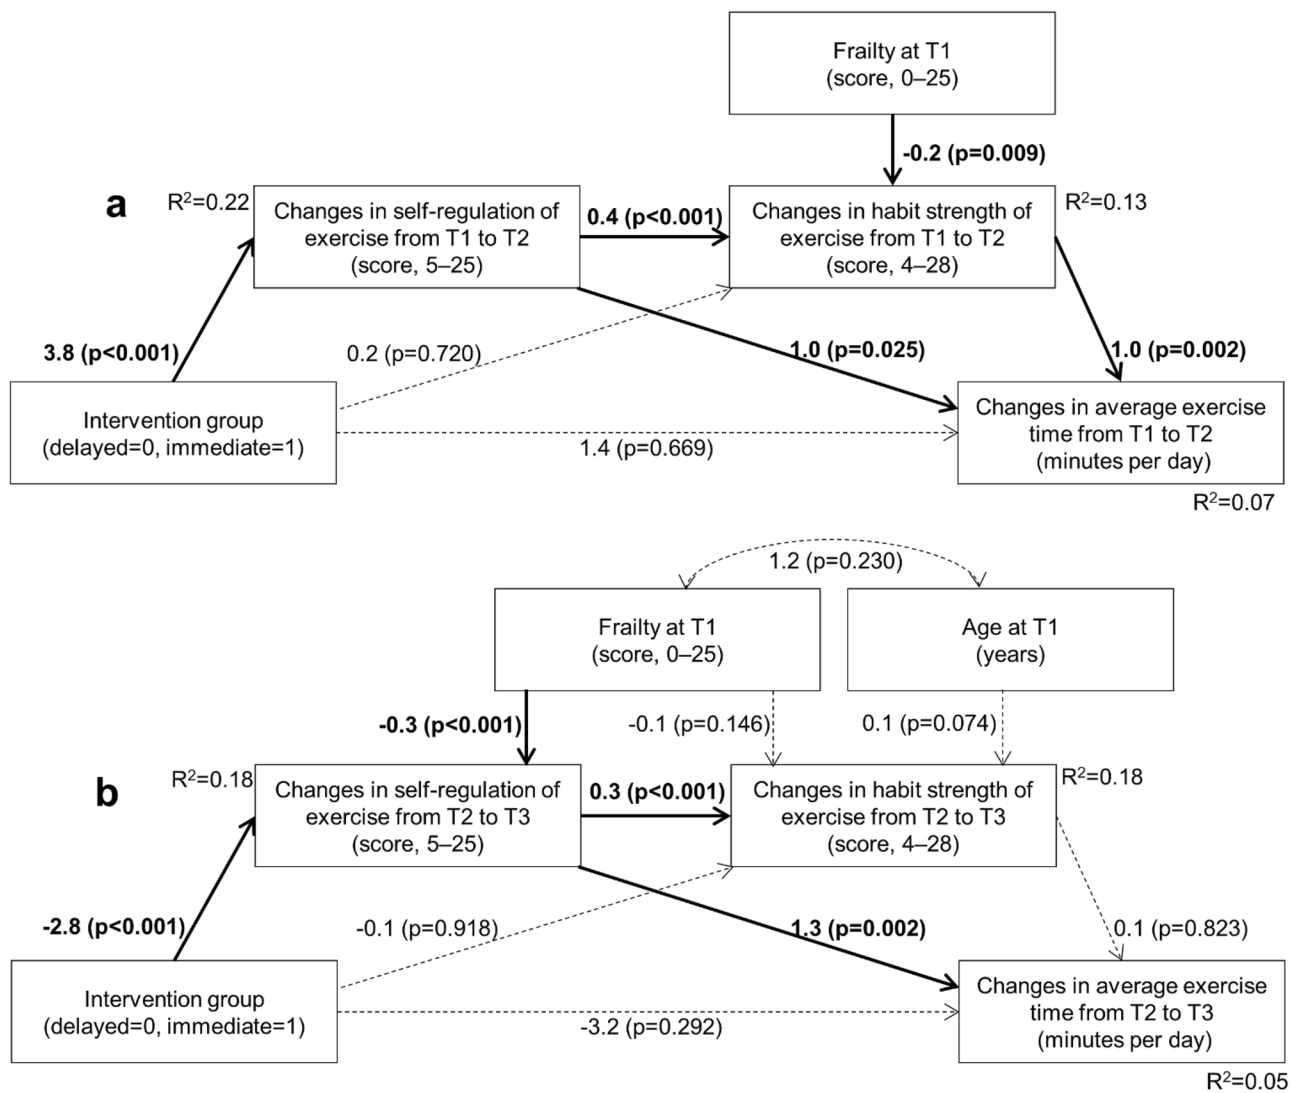 Frailty at T1
(score, 0–25)
-0.2 (p=0.009)
a
R²=0.22
Changes in self-regulation of
exercise from T1 to T2
(score, 5–25)
0.4 (p<0.001)
Changes in habit strength of
exercise from T1 to T2
(score, 4–28)
R²=0.13
3.8 (p<0.001)
0.2 (p=0.720)
1.0 (p=0.025)
1.0 (p=0.002)
Intervention group
(delayed=0, immediate=1)
1.4 (p=0.669)
Changes in average exercise
time from T1 to T2
(minutes per day)
R²=0.07
1.2 (p=0.230)
Frailty at T1
(score, 0–25)
Age at T1
(years)
-0.3 (p<0.001)
-0.1 (p=0.146)
0.1 (p=0.074)
b
R²=0.18
Changes in self-regulation of
exercise from T2 to T3
(score, 5–25)
0.3 (p<0.001)
Changes in habit strength of
exercise from T2 to T3
(score, 4–28)
R²=0.18
-2.8 (p<0.001)
-0.1 (p=0.918)
1.3 (p=0.002)
0.1 (p=0.823)
Intervention group
(delayed=0, immediate=1)
-3.2 (p=0.292)
Changes in average exercise
time from T2 to T3
(minutes per day)
R²=0.05